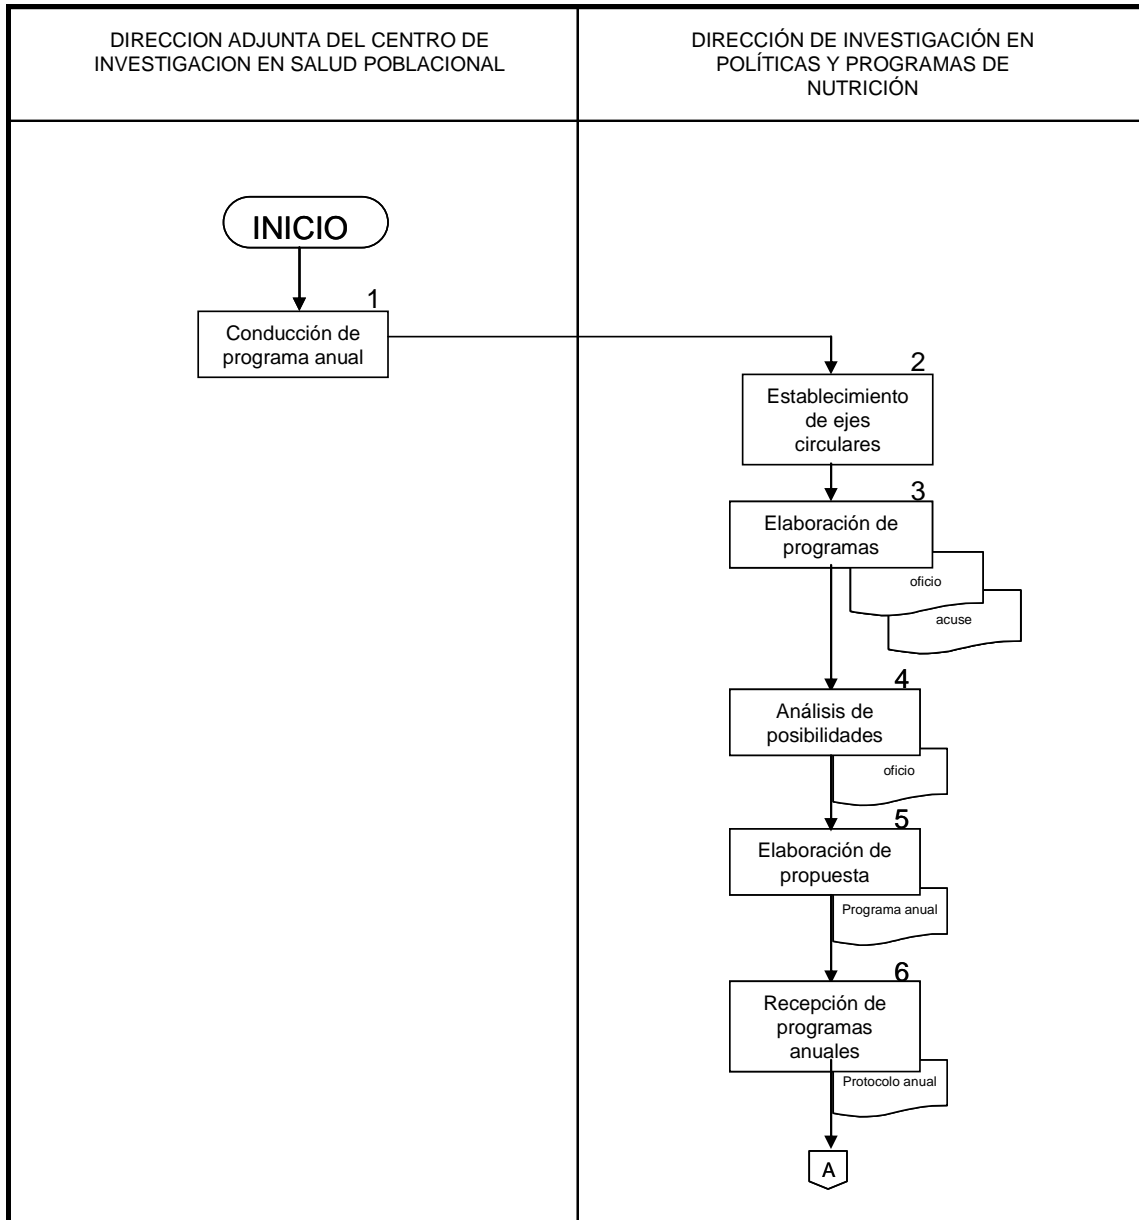 DIRECCION ADJUNTA DEL CENTRO DE
INVESTIGACION EN SALUD POBLACIONAL
DIRECCIÓN DE INVESTIGACIÓN EN
POLÍTICAS Y PROGRAMAS DE
NUTRICIÓN
INICIO
1
Conducción de
programa anual
2
Establecimiento
de ejes
circulares
3
Elaboración de
programas
oficio
acuse
4
Análisis de
posibilidades
oficio
5
Elaboración de
propuesta
Programa anual
6
Recepción de
programas
anuales
Protocolo anual
A